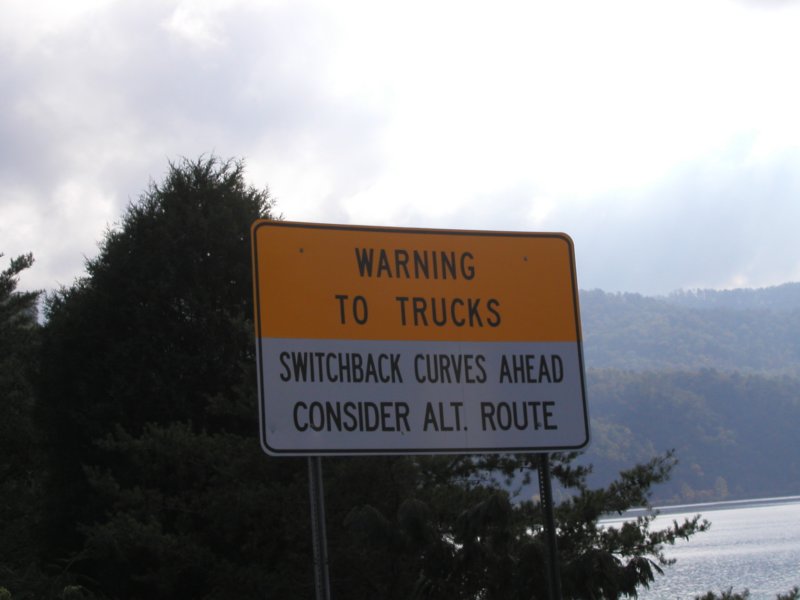 WARNING
TO TRUCKS
SWITCHBACK CURVES AHEAD
CONSIDER ALT. ROUTE